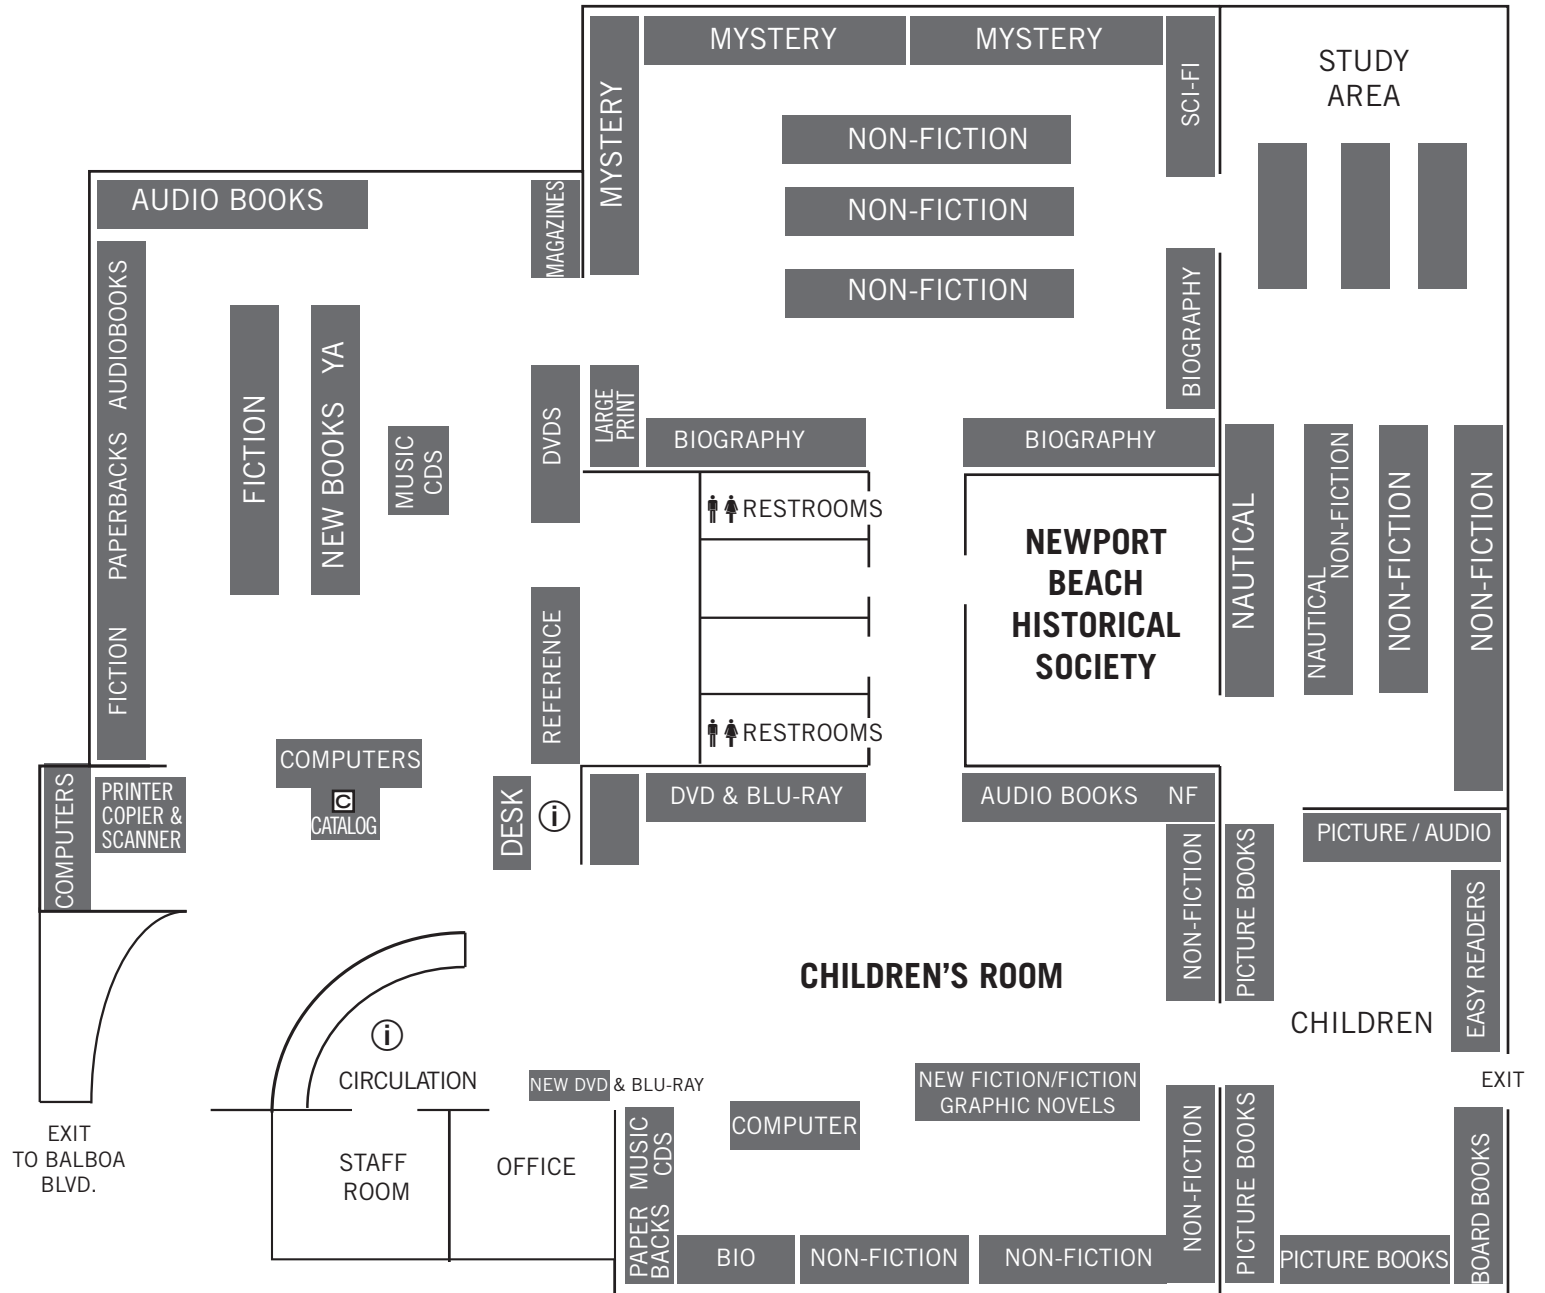 MYSTERY
MYSTERY
MYSTERY
SCI-FI
STUDY
AREA
NON-FICTION
NON-FICTION
NON-FICTION
AUDIO BOOKS
MAGAZINES
AUDIOBOOKS
PAPERBACKS
FICTION
FICTION
YA
NEW BOOKS
MUSIC
CDS
DVDS
LARGE
PRINT
BIOGRAPHY
BIOGRAPHY
BIOGRAPHY
RESTROOMS
NEWPORT
BEACH
HISTORICAL
SOCIETY
NAUTICAL
NAUTICAL
NON-FICTION
NON-FICTION
NON-FICTION
REFERENCE
RESTROOMS
COMPUTERS
C
CATALOG
COMPUTERS
PRINTER
COPIER &
SCANNER
DESK
i
DVD & BLU-RAY
AUDIO BOOKS NF
PICTURE / AUDIO
NON-FICTION
PICTURE BOOKS
EASY READERS
CHILDREN'S ROOM
CHILDREN
i
CIRCULATION
NEW DVD & BLU-RAY
NEW FICTION/FICTION
GRAPHIC NOVELS
EXIT
COMPUTER
EXIT
TO BALBOA
BLVD.
STAFF
ROOM
OFFICE
MUSIC
CDS
PAPER
BACKS
BIO
NON-FICTION
NON-FICTION
NON-FICTION
PICTURE BOOKS
PICTURE BOOKS
BOARD BOOKS